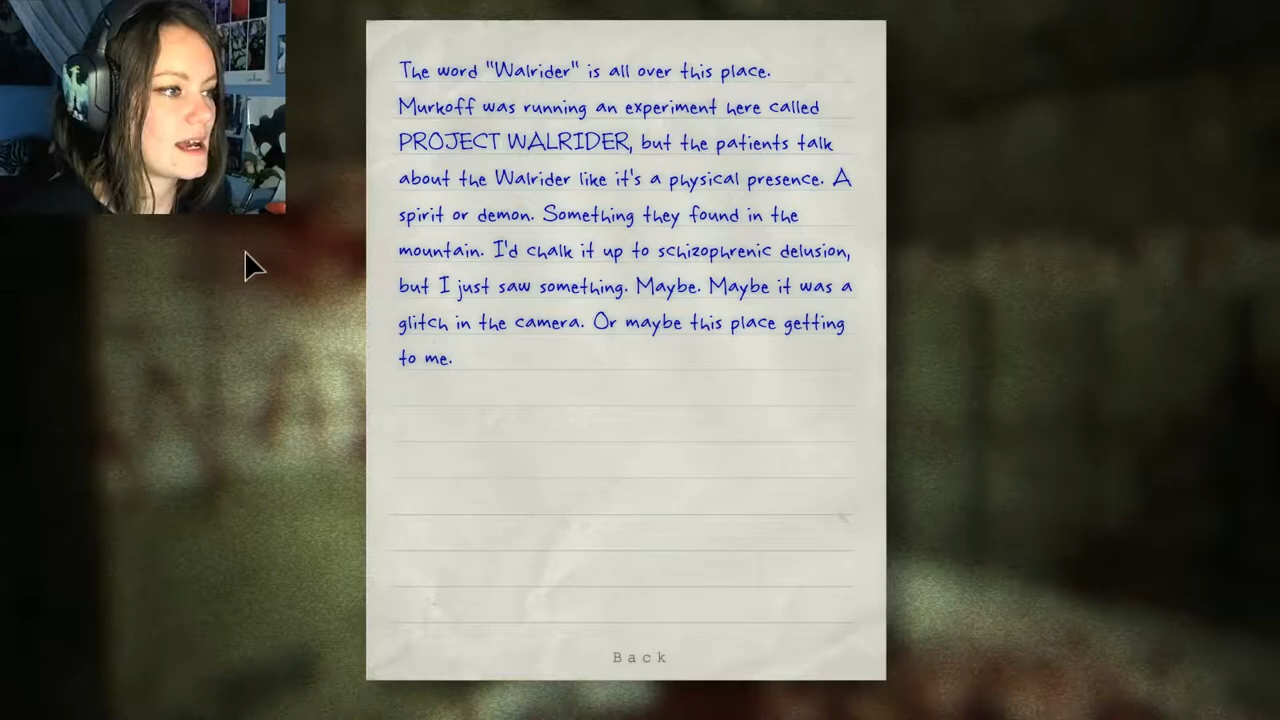 The word "Walrider" is all over this place.
Murkoff was running an experiment here called
PROJECT WALRIDER, but the patients talk
about the Walrider like it's a physical presence. A
spirit or demon. Something they found in the
mountain. I'd chalk it up to schizophrenic delusion,
but I just saw something. Maybe. Maybe it was a
glitch in the camera. Or maybe this place getting
to me.
Back